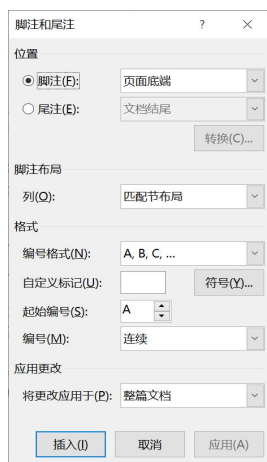 脚注和尾注 ? ×
位置
脚注(F): 页面底端
尾注(E): 文档结尾
转换(C)...
脚注布局
列(O): 匹配节布局
格式
编号格式(N): A, B, C, ...
自定义标记(U): 符号(Y)...
起始编号(S): A
编号(M): 连续
应用更改
将更改应用于(P): 整篇文档
插入(I) 取消 应用(A)